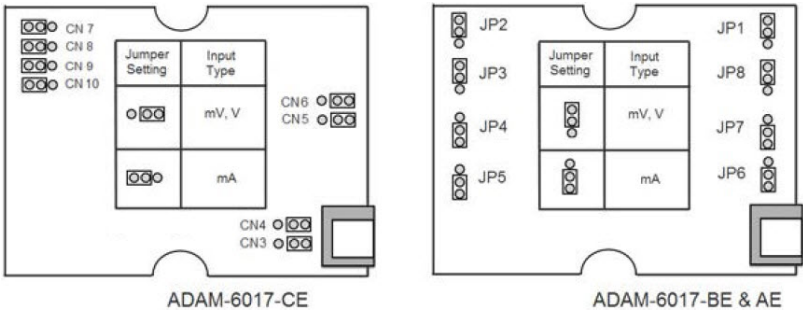 CN 7
CN 8
CN 9
CN 10
Jumper Setting
Input Type
mV, V
mA
CN6
CN5
CN4
CN3
ADAM-6017-CE
JP2
JP3
JP4
JP5
Jumper Setting
Input Type
mV, V
mA
JP1
JP8
JP7
JP6
ADAM-6017-BE & AE